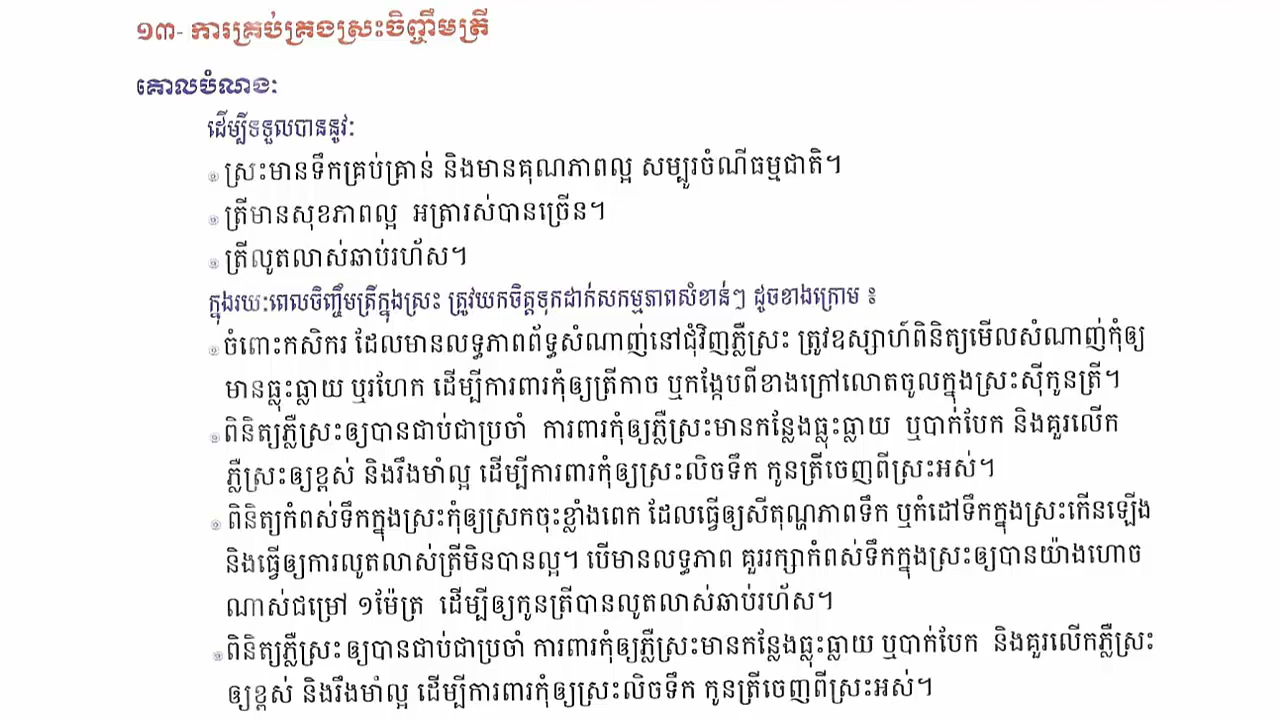 ១៣- ការគ្រប់គ្រងស្រះចិញ្ចឹមត្រី
គោលបំណងៈ
ដើម្បីទទួលបាននូវៈ
ស្រះមានទឹកគ្រប់គ្រាន់ និងមានគុណភាពល្អ សម្បូរចំណីធម្មជាតិ។
ត្រីមានសុខភាពល្អ អត្រារស់បានច្រើន។
ត្រីលូតលាស់ឆាប់រហ័ស។
ក្នុងរយៈពេលចិញ្ចឹមត្រីក្នុងស្រះ ត្រូវយកចិត្តទុកដាក់សកម្មភាពសំខាន់ៗ ដូចខាងក្រោម ៖
ចំពោះកសិករ ដែលមានលទ្ធភាពព័ទ្ធសំណាញ់នៅជុំវិញភ្លឺស្រះ ត្រូវឧស្សាហ៍ពិនិត្យមើលសំណាញ់កុំឲ្យ
មានធ្លុះធ្លាយ ឬរហែក ដើម្បីការពារកុំឲ្យត្រីកាច ឬកង្កែបពីខាងក្រៅលោតចូលក្នុងស្រះស៊ីកូនត្រី។
ពិនិត្យភ្លឺស្រះឲ្យបានជាប់ជាប្រចាំ ការពារកុំឲ្យភ្លឺស្រះមានកន្លែងធ្លុះធ្លាយ ឬបាក់បែក និងគួរលើក
ភ្លឺស្រះឲ្យខ្ពស់ និងរឹងមាំល្អ ដើម្បីការពារកុំឲ្យស្រះលិចទឹក កូនត្រីចេញពីស្រះអស់។
ពិនិត្យកំពស់ទឹកក្នុងស្រះកុំឲ្យស្រកចុះខ្លាំងពេក ដែលធ្វើឲ្យសីតុណ្ហភាពទឹក ឬកំដៅទឹកក្នុងស្រះកើនឡើង
និងធ្វើឲ្យការលូតលាស់ត្រីមិនបានល្អ។ បើមានលទ្ធភាព គួររក្សាកំពស់ទឹកក្នុងស្រះឲ្យបានយ៉ាងហោច
ណាស់ជម្រៅ ១ម៉ែត្រ ដើម្បីឲ្យកូនត្រីបានលូតលាស់ឆាប់រហ័ស។
ពិនិត្យភ្លឺស្រះឲ្យបានជាប់ជាប្រចាំ ការពារកុំឲ្យភ្លឺស្រះមានកន្លែងធ្លុះធ្លាយ ឬបាក់បែក និងគួរលើកភ្លឺស្រះ
ឲ្យខ្ពស់ និងរឹងមាំល្អ ដើម្បីការពារកុំឲ្យស្រះលិចទឹក កូនត្រីចេញពីស្រះអស់។